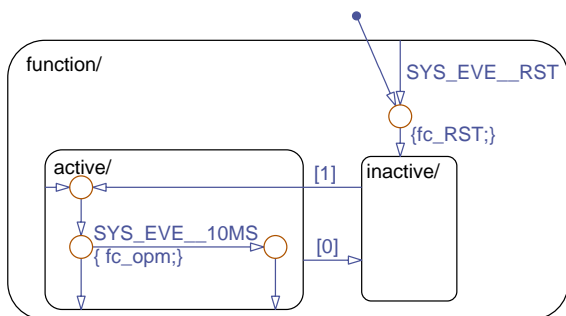 function/
SYS_EVE__RST
{fc_RST;}
active/
[1]
inactive/
SYS_EVE__10MS
{ fc_opm;}
[0]